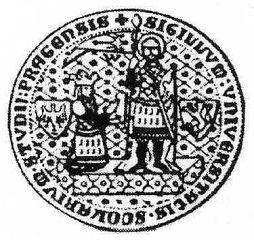 ✠ SIGILLVM · VNIVERSITATIS · SCOLARIVM · STVDII · PRAGENSIS